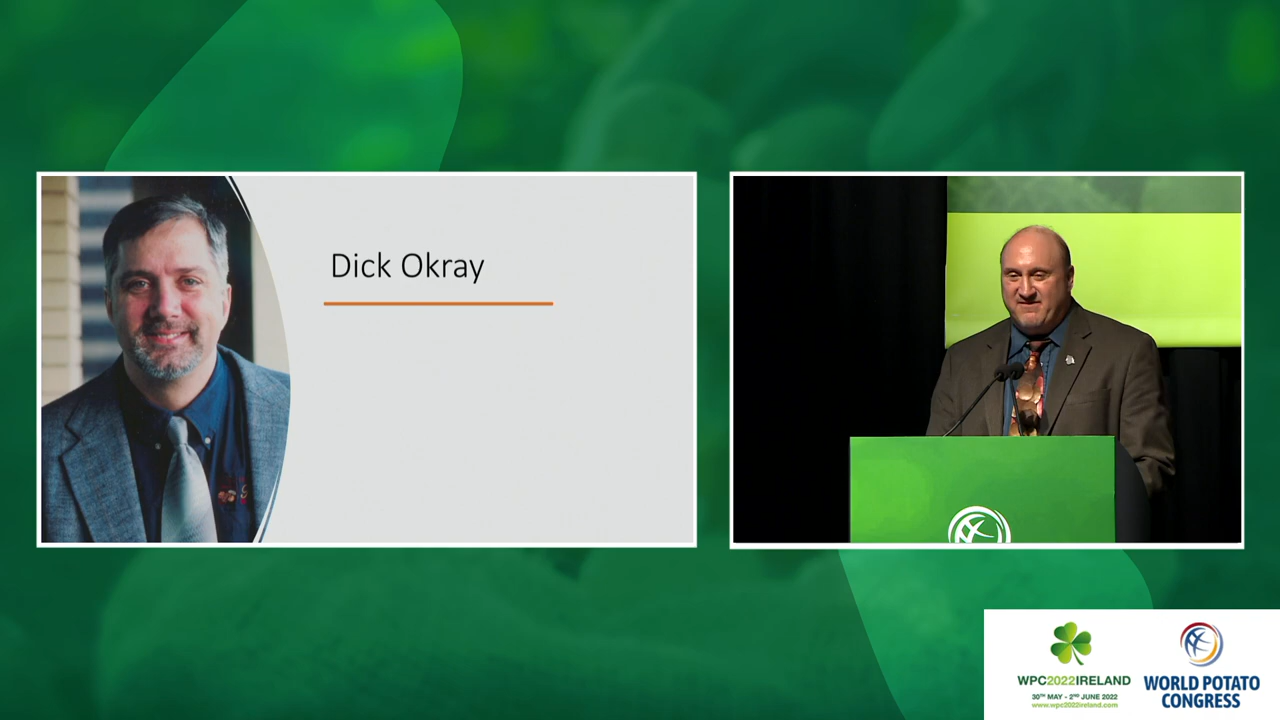 Dick Okray
WPC2022IRELAND
30TH MAY - 2ND JUNE 2022
www.wpc2022ireland.com
WORLD POTATO
CONGRESS